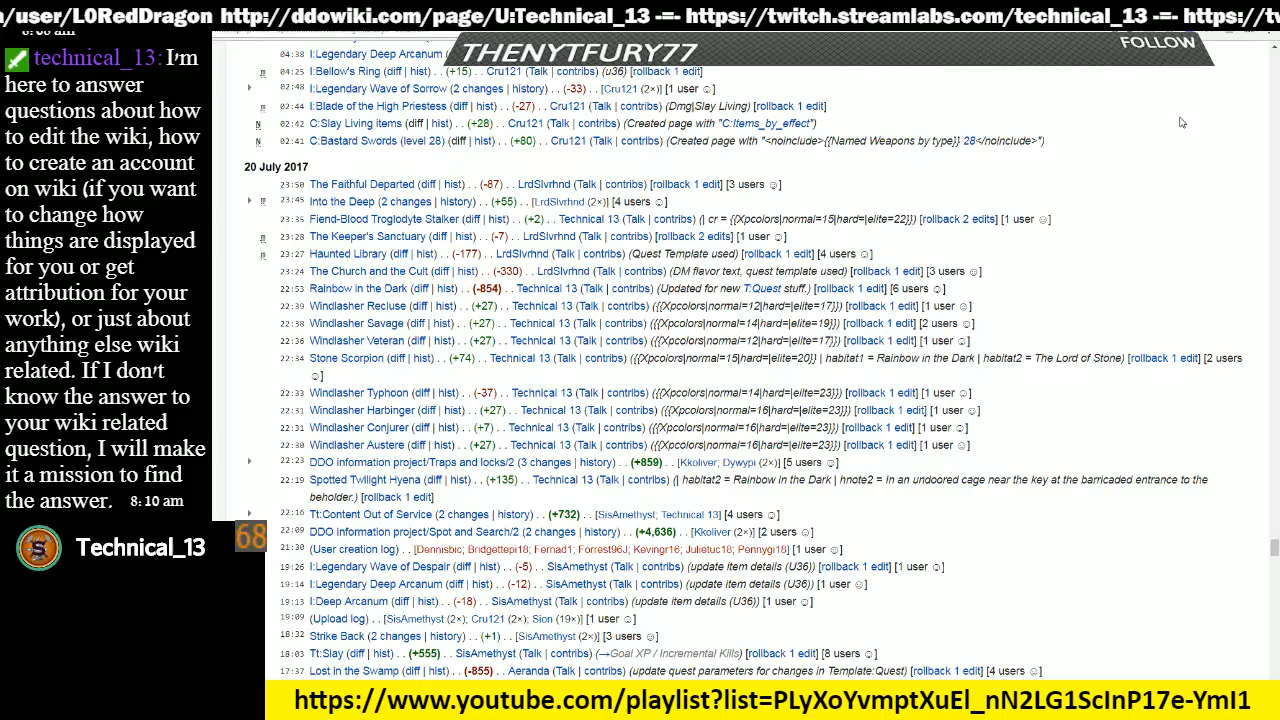 /user/L0RedDragon http://ddowiki.com/page/U:Technical_13 -=- https://twitch.streamlabs.com/technical_13 -=- https://tw
technical_13: I'm
here to answer
questions about how
to edit the wiki, how
to create an account
on wiki (if you want
to change how
things are displayed
for you or get
attribution for your
work), or just about
anything else wiki
related. If I don't
know the answer to
your wiki related
question, I will make
it a mission to find
the answer. 8:10 am
Technical_13
68
THENYTFURY77
FOLLOW
04:38 I:Legendary Deep Arcanum
m 04:25 I:Bellow's Ring (diff | hist) . . (+15) . . Cru121 (Talk | contribs) (u36) [rollback 1 edit]
02:48 I:Legendary Wave of Sorrow (2 changes | history) . . (-33) . . [Cru121 (2×)] [1 user ☺]
m 02:44 I:Blade of the High Priestess (diff | hist) . . (-27) . . Cru121 (Talk | contribs) (Dmg|Slay Living) [rollback 1 edit]
N 02:42 C:Slay Living items (diff | hist) . . (+28) . . Cru121 (Talk | contribs) (Created page with "C:Items_by_effect")
N 02:41 C:Bastard Swords (level 28) (diff | hist) . . (+80) . . Cru121 (Talk | contribs) (Created page with "<noinclude>{{Named Weapons by type}} 28</noinclude>")
20 July 2017
23:50 The Faithful Departed (diff | hist) . . (-87) . . LrdSlvrhnd (Talk | contribs) [rollback 1 edit] [3 users ☺]
m 23:45 Into the Deep (2 changes | history) . . (+55) . . [LrdSlvrhnd (2×)] [4 users ☺]
23:35 Fiend-Blood Troglodyte Stalker (diff | hist) . . (+2) . . Technical 13 (Talk | contribs) (| cr = {{Xpcolors|normal=15|hard=|elite=22}}) [rollback 2 edits] [1 user ☺]
m 23:28 The Keeper's Sanctuary (diff | hist) . . (-7) . . LrdSlvrhnd (Talk | contribs) [rollback 2 edits] [1 user ☺]
m 23:27 Haunted Library (diff | hist) . . (-177) . . LrdSlvrhnd (Talk | contribs) (Quest Template used) [rollback 1 edit] [4 users ☺]
23:24 The Church and the Cult (diff | hist) . . (-330) . . LrdSlvrhnd (Talk | contribs) (DM flavor text, quest template used) [rollback 1 edit] [3 users ☺]
22:53 Rainbow in the Dark (diff | hist) . . (-854) . . Technical 13 (Talk | contribs) (Updated for new T:Quest stuff.) [rollback 1 edit] [6 users ☺]
22:39 Windlasher Recluse (diff | hist) . . (+27) . . Technical 13 (Talk | contribs) ({{Xpcolors|normal=12|hard=|elite=17}}) [rollback 1 edit] [1 user ☺]
22:38 Windlasher Savage (diff | hist) . . (+27) . . Technical 13 (Talk | contribs) ({{Xpcolors|normal=14|hard=|elite=19}}) [rollback 1 edit] [2 users ☺]
22:36 Windlasher Veteran (diff | hist) . . (+27) . . Technical 13 (Talk | contribs) ({{Xpcolors|normal=12|hard=|elite=17}}) [rollback 1 edit] [1 user ☺]
22:34 Stone Scorpion (diff | hist) . . (+74) . . Technical 13 (Talk | contribs) ({{Xpcolors|normal=15|hard=|elite=20}} | habitat1 = Rainbow in the Dark | habitat2 = The Lord of Stone) [rollback 1 edit] [2 users
☺]
22:33 Windlasher Typhoon (diff | hist) . . (-37) . . Technical 13 (Talk | contribs) ({{Xpcolors|normal=14|hard=|elite=23}}) [rollback 1 edit] [1 user ☺]
22:31 Windlasher Harbinger (diff | hist) . . (+27) . . Technical 13 (Talk | contribs) ({{Xpcolors|normal=16|hard=|elite=23}}) [rollback 1 edit] [1 user ☺]
22:31 Windlasher Conjurer (diff | hist) . . (+7) . . Technical 13 (Talk | contribs) ({{Xpcolors|normal=16|hard=|elite=23}}) [rollback 1 edit] [1 user ☺]
22:30 Windlasher Austere (diff | hist) . . (+27) . . Technical 13 (Talk | contribs) ({{Xpcolors|normal=16|hard=|elite=23}}) [rollback 1 edit] [1 user ☺]
22:23 DDO information project/Traps and locks/2 (3 changes | history) . . (+859) . . [Kkoliver; Dywypi (2×)] [5 users ☺]
22:19 Spotted Twilight Hyena (diff | hist) . . (+135) . . Technical 13 (Talk | contribs) (| habitat2 = Rainbow in the Dark | hnote2 = In an undoored cage near the key at the barricaded entrance to the
beholder.) [rollback 1 edit]
22:16 Tt:Content Out of Service (2 changes | history) . . (+732) . . [SisAmethyst; Technical 13] [4 users ☺]
22:09 DDO information project/Spot and Search/2 (2 changes | history) . . (+4,636) . . [Kkoliver (2×)] [2 users ☺]
21:30 (User creation log) . . [Dennisbic; Bridgettepi18; Fernad1; Forrest96J; Kevingr16; Julietuc18; Pennygi18] [1 user ☺]
19:26 I:Legendary Wave of Despair (diff | hist) . . (-5) . . SisAmethyst (Talk | contribs) (update item details (U36)) [rollback 1 edit] [1 user ☺]
19:14 I:Legendary Deep Arcanum (diff | hist) . . (-12) . . SisAmethyst (Talk | contribs) (update item details (U36)) [1 user ☺]
19:13 I:Deep Arcanum (diff | hist) . . (-18) . . SisAmethyst (Talk | contribs) (update item details (U36)) [1 user ☺]
19:09 (Upload log) . . [SisAmethyst (2×); Cru121 (2×); Sion (19×)] [1 user ☺]
18:32 Strike Back (2 changes | history) . . (+1) . . [SisAmethyst (2×)] [3 users ☺]
18:03 Tt:Slay (diff | hist) . . (+555) . . SisAmethyst (Talk | contribs) (→Goal XP / Incremental Kills) [rollback 1 edit] [8 users ☺]
17:37 Lost in the Swamp (diff | hist) . . (-855) . . Aeranda (Talk | contribs) (update quest parameters for changes in Template:Quest) [rollback 1 edit] [4 users ☺]
https://www.youtube.com/playlist?list=PLyXoYvmptXuEl_nN2LG1ScInP17e-YmI1